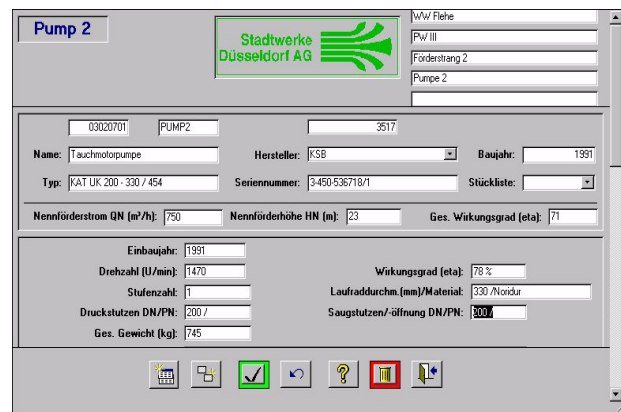 Pump 2
Stadtwerke
Düsseldorf AG
WW Flehe
PW III
Förderstrang 2
Pumpe 2
03020701 PUMP2 3517
Name: Tauchmotorpumpe Hersteller: KSB Baujahr: 1991
Typ: KAT UK 200 - 330 / 454 Seriennummer: 3-450-536718/1 Stückliste:
Nennförderstrom QN (m³/h): 750 Nennförderhöhe HN (m): 23 Ges. Wirkungsgrad (eta): 71
Einbaujahr: 1991
Drehzahl (U/min): 1470 Wirkungsgrad (eta): 78 %
Stufenzahl: 1 Laufraddurchm.(mm)/Material: 330 /Noridur
Druckstutzen DN/PN: 200 / Saugstutzen/-öffnung DN/PN: 200 /
Ges. Gewicht (kg): 745